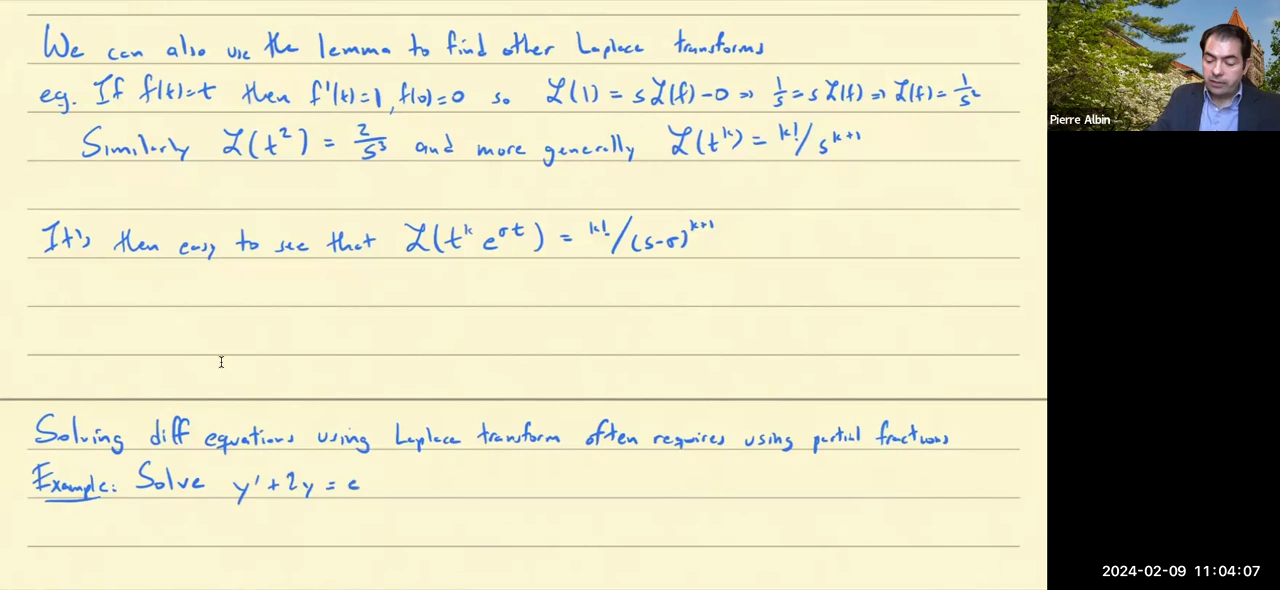 We can also use the lemma to find other Laplace transforms
eg. If f(t)=t then f'(t)=1, f(0)=0 so ℒ(1) = sℒ(f)-0 ⇒ 1/s = sℒ(f) ⇒ ℒ(f) = 1/s²
Similarly ℒ(t²) = 2/s³ and more generally ℒ(t^k) = k!/s^{k+1}
It's then easy to see that ℒ(t^k e^{σt}) = k!/(s-σ)^{k+1}
Solving diff equations using Laplace transform often requires using partial fractions
Example: Solve y' + 2y = e
Pierre Albin
2024-02-09 11:04:07